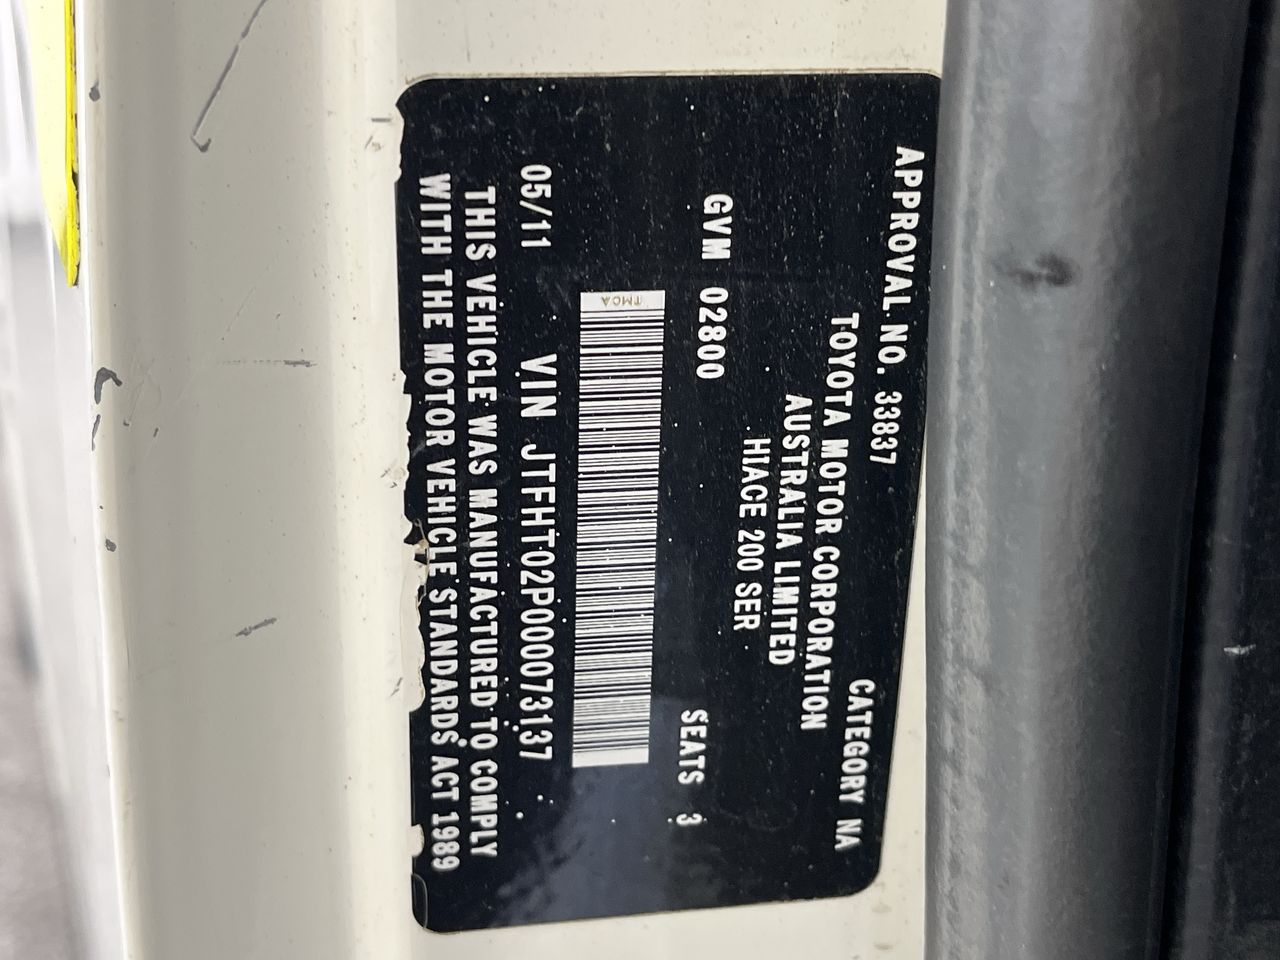 APPROVAL NO. 33837 CATEGORY NA
TOYOTA MOTOR CORPORATION
AUSTRALIA LIMITED
HIACE 200 SER
GVM 02800 SEATS 3
TMCA
05/11 VIN JTFHT02P000073137
THIS VEHICLE WAS MANUFACTURED TO COMPLY
WITH THE MOTOR VEHICLE STANDARDS ACT 1989